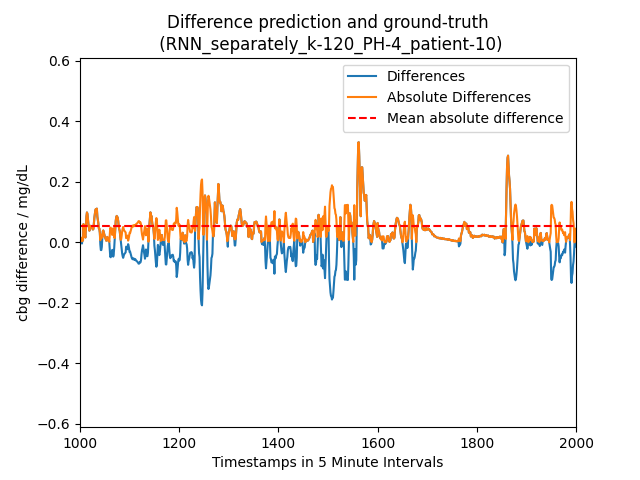 Difference prediction and ground-truth
(RNN_separately_k-120_PH-4_patient-10)
Differences
Absolute Differences
Mean absolute difference
cbg difference / mg/dL
0.6
0.4
0.2
0.0
−0.2
−0.4
−0.6
1000 1200 1400 1600 1800 2000
Timestamps in 5 Minute Intervals